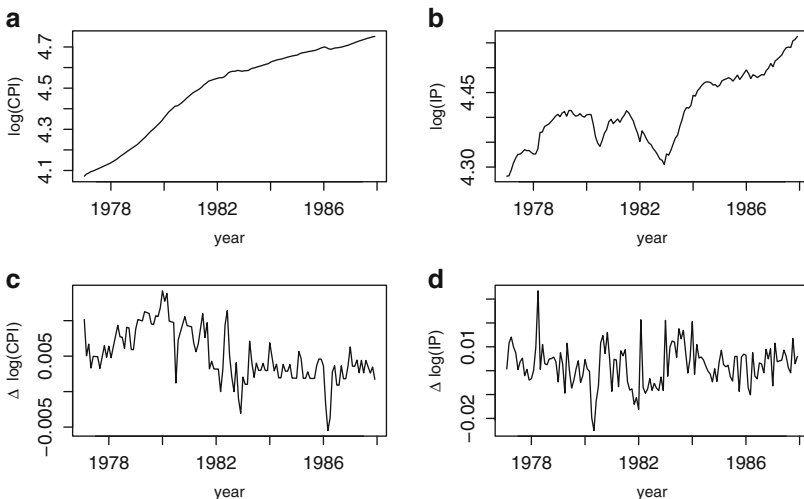 a
log(CPI)
4.7
4.5
4.3
4.1
1978
1982
1986
year
b
log(IP)
4.45
4.30
1978
1982
1986
year
c
Δ log(CPI)
0.005
−0.005
1978
1982
1986
year
d
Δ log(IP)
0.01
−0.02
1978
1982
1986
year